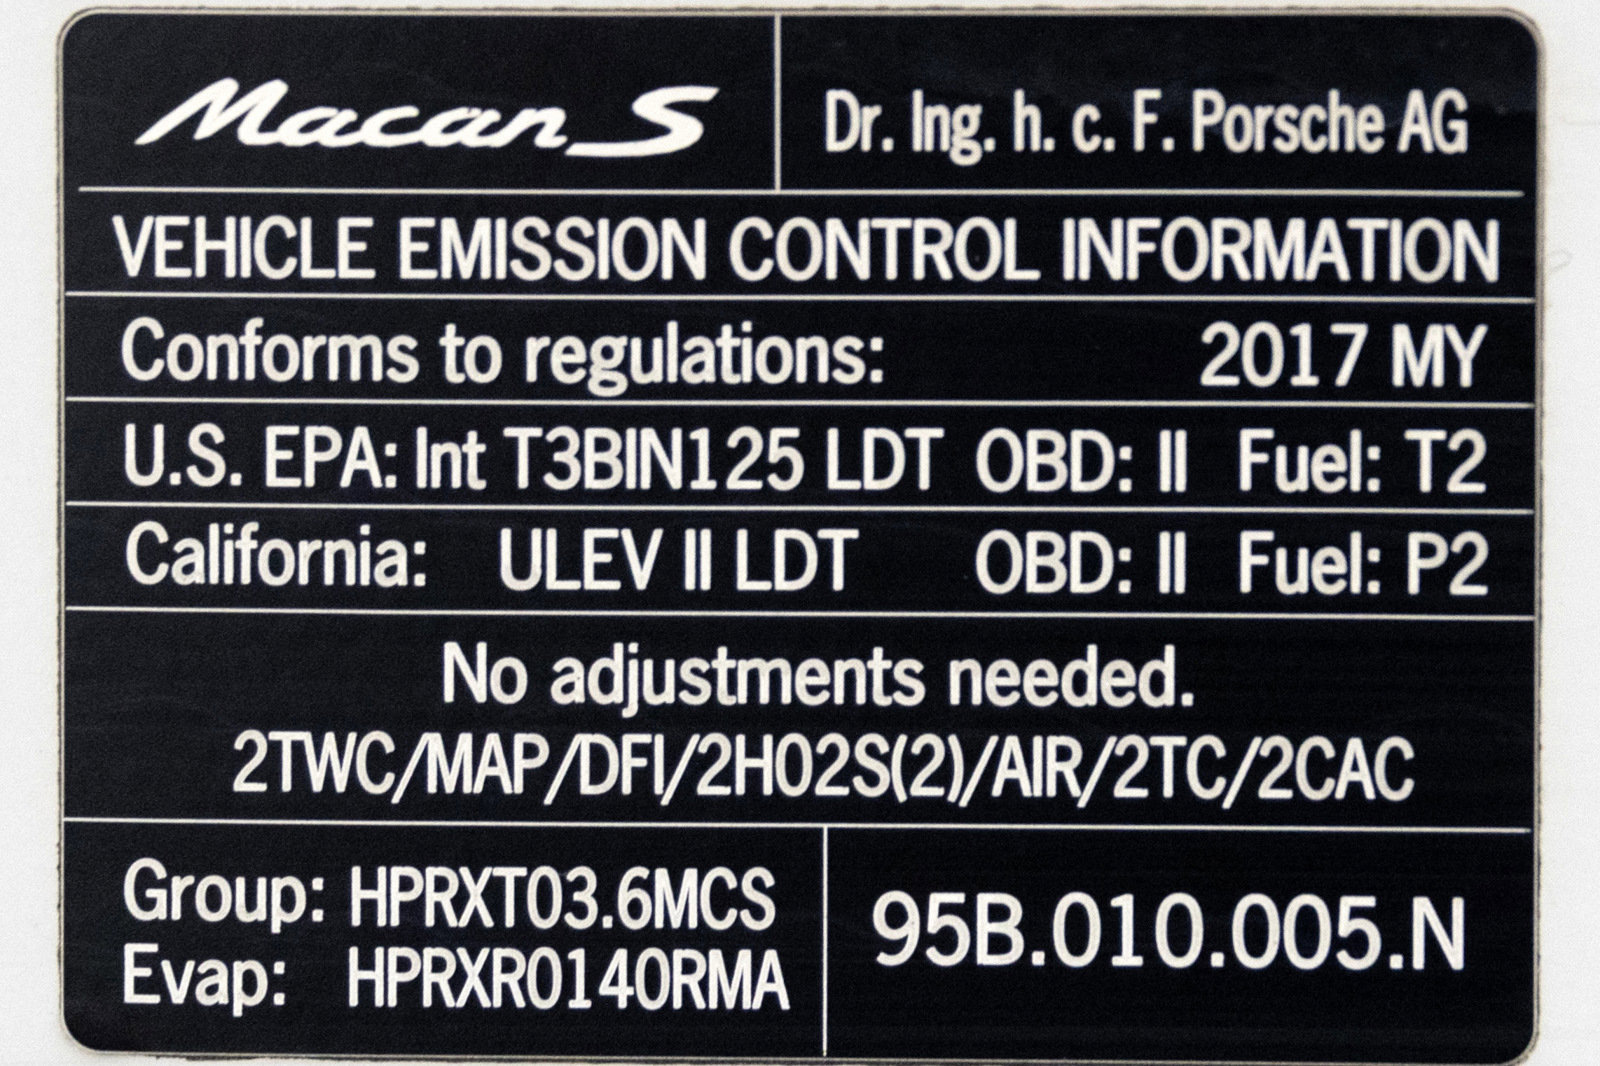 Macan S
Dr. Ing. h. c. F. Porsche AG
VEHICLE EMISSION CONTROL INFORMATION
Conforms to regulations: 2017 MY
U.S. EPA: Int T3BIN125 LDT OBD: II Fuel: T2
California: ULEV II LDT OBD: II Fuel: P2
No adjustments needed.
2TWC/MAP/DFI/2HO2S(2)/AIR/2TC/2CAC
Group: HPRXT03.6MCS
Evap: HPRXR0140RMA
95B.010.005.N